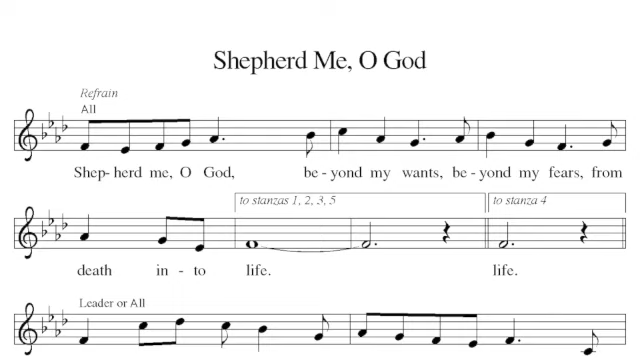 Shepherd Me, O God
Refrain
All
Shep- herd me, O God, be - yond my wants, be - yond my fears, from
to stanzas 1, 2, 3, 5 to stanza 4
death in - to life. life.
Leader or All